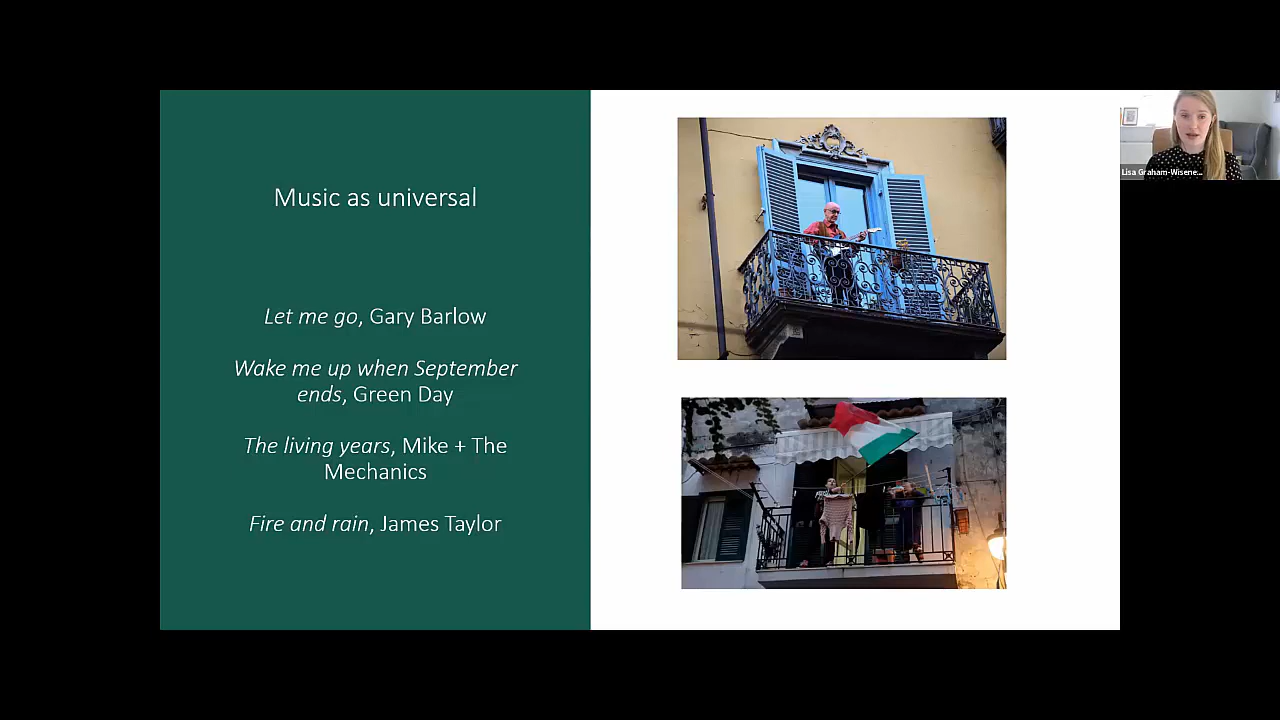 Music as universal
Let me go, Gary Barlow
Wake me up when September
ends, Green Day
The living years, Mike + The
Mechanics
Fire and rain, James Taylor
Lisa Graham-Wisene...